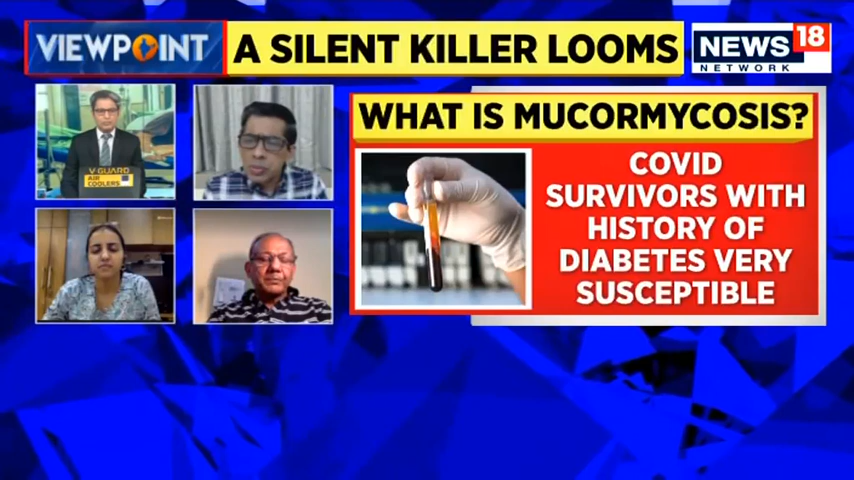 VIEWPOINT
A SILENT KILLER LOOMS
NEWS 18
NETWORK
WHAT IS MUCORMYCOSIS?
COVID
SURVIVORS WITH
HISTORY OF
DIABETES VERY
SUSCEPTIBLE
V-GUARD
AIR
COOLERS